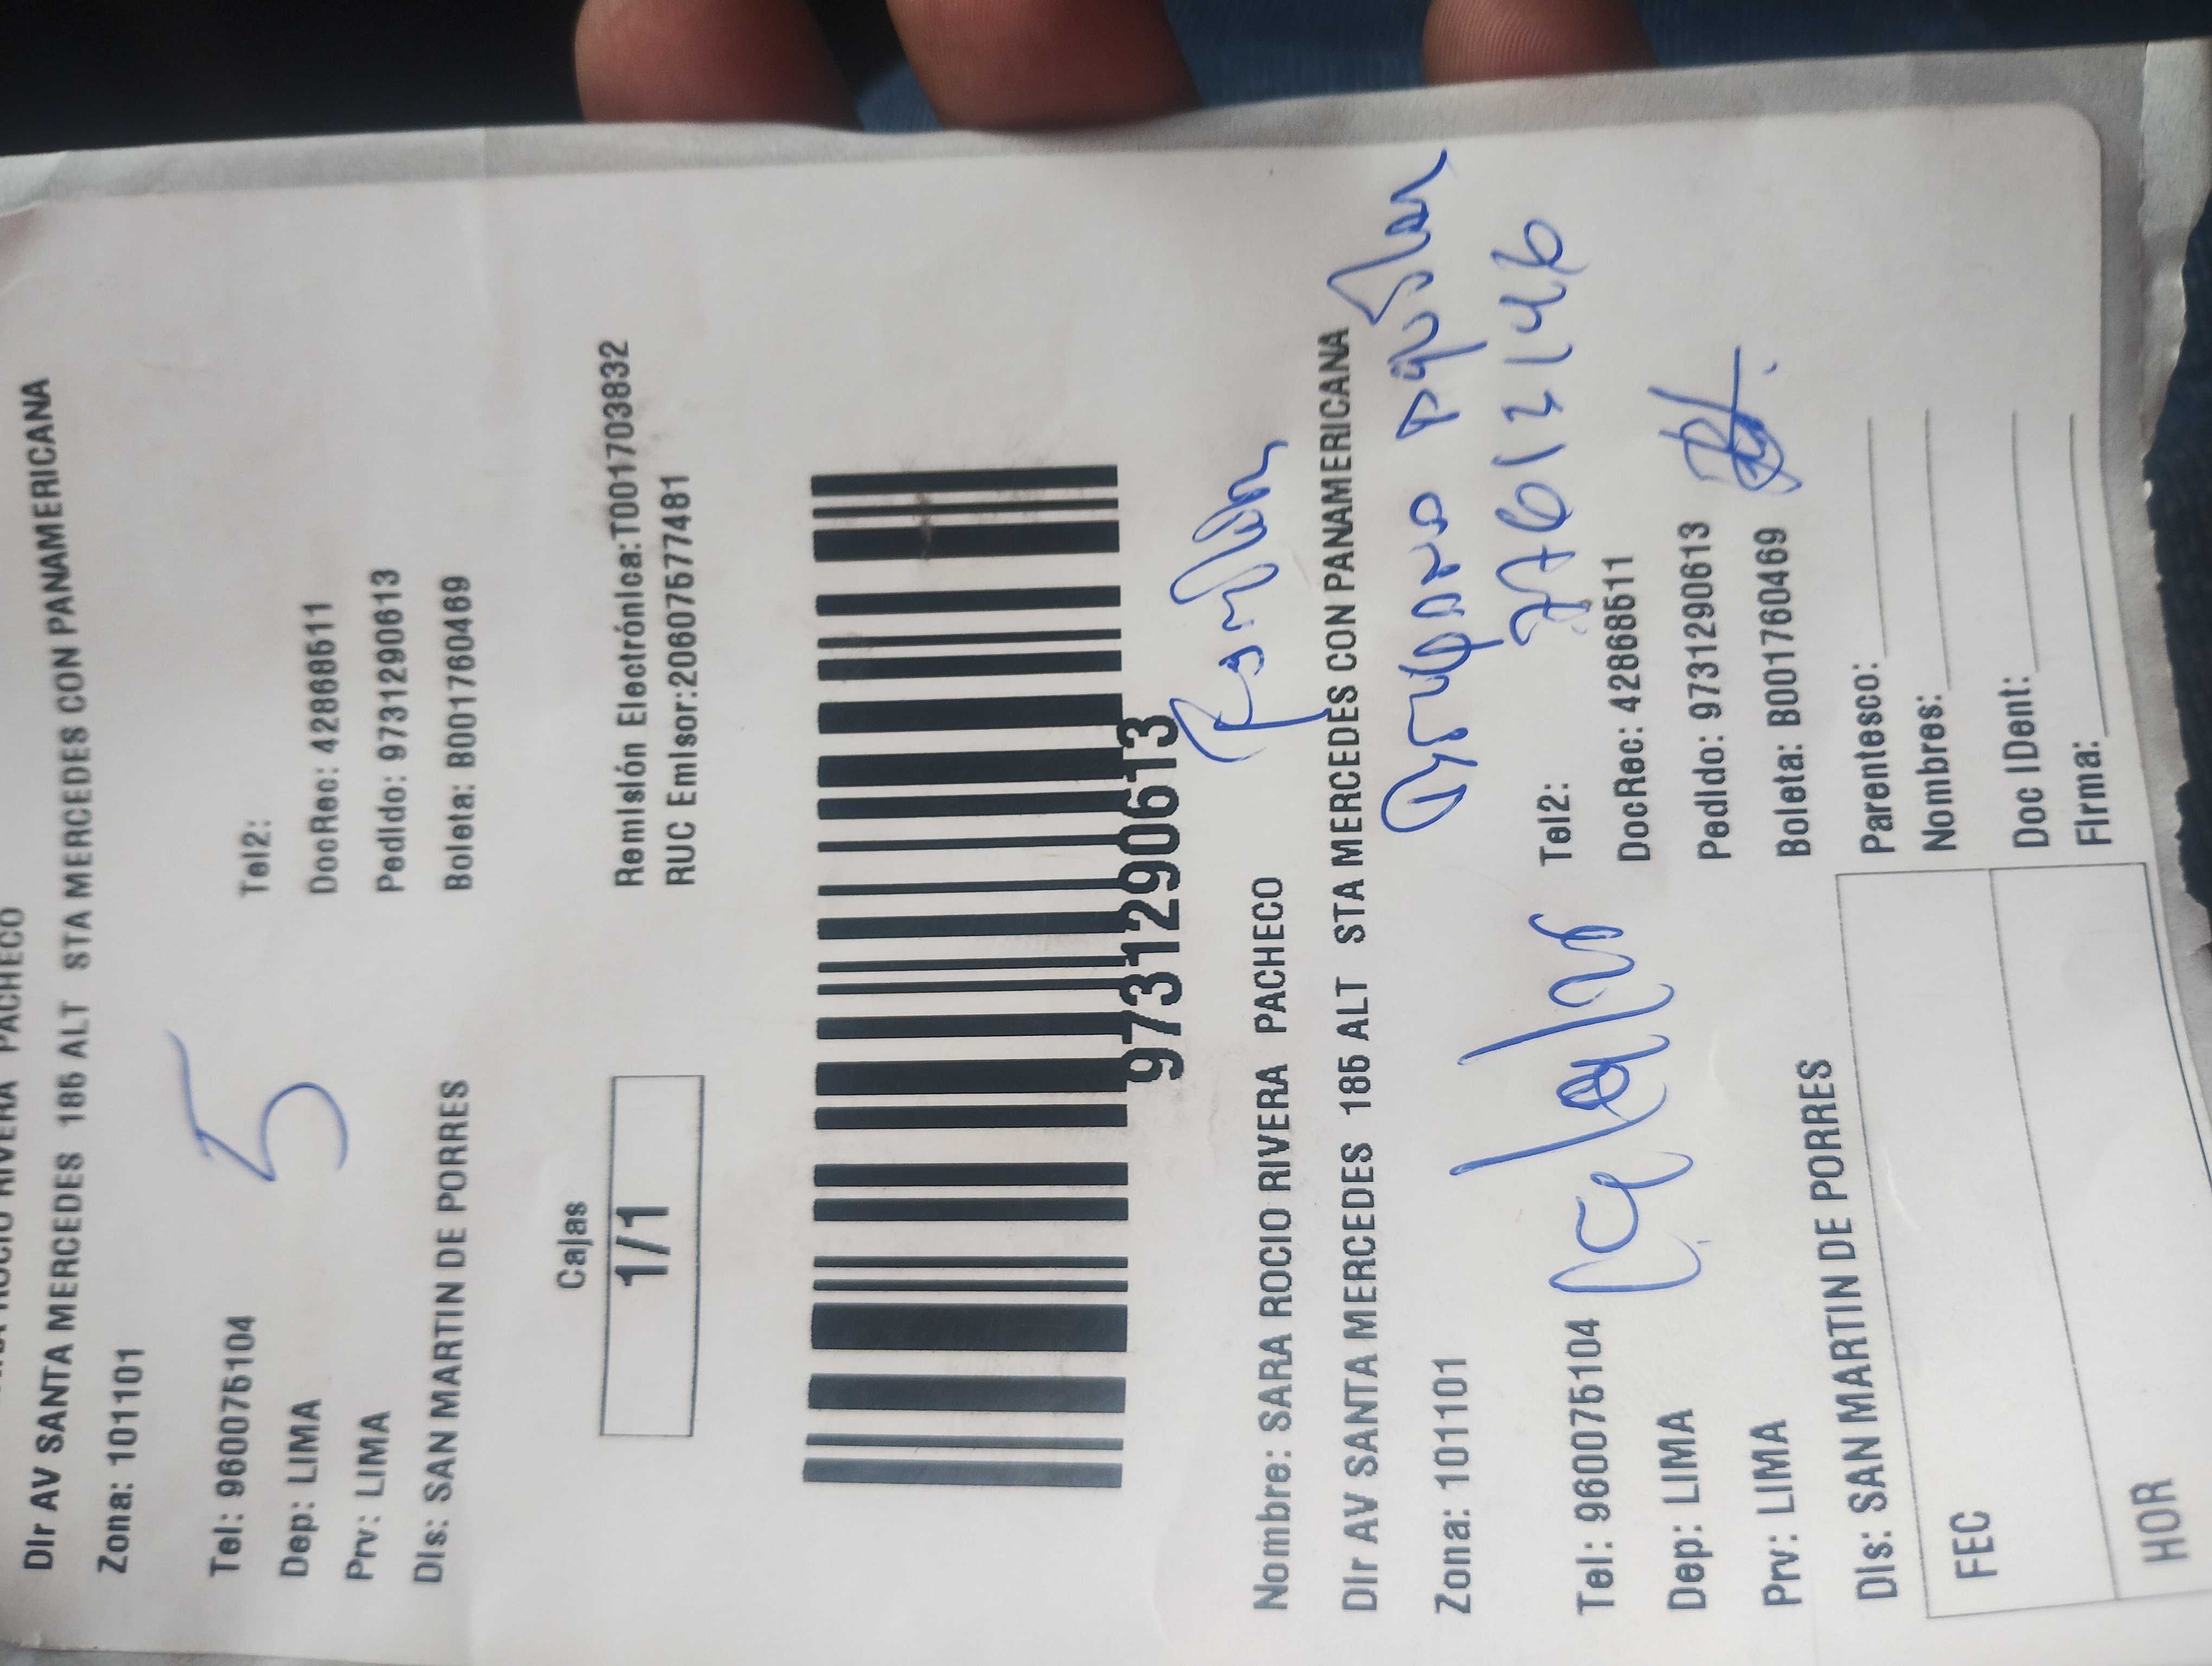 PACHECO
Dir AV SANTA MERCEDES 185 ALT STA MERCEDES CON PANAMERICANA
Zona: 101101
5
Tel: 960075104 Tel2:
Dep: LIMA DocRec: 42868511
Prv: LIMA Pedido: 9731290613
Dis: SAN MARTIN DE PORRES Boleta: B001760469
Cajas
1/1
Remisión Electrónica:T001703832
RUC Emisor:20607577481
9731290613
Nombre: SARA ROCIO RIVERA PACHECO
Dir AV SANTA MERCEDES 185 ALT STA MERCEDES CON PANAMERICANA
Zona: 101101
77612146
Tel: 960075104 Tel2:
Dep: LIMA DocRec: 42868511
Prv: LIMA Pedido: 9731290613
Dis: SAN MARTIN DE PORRES Boleta: B001760469
FEC
HOR
Parentesco:
Nombres:
Doc IDent:
Firma: